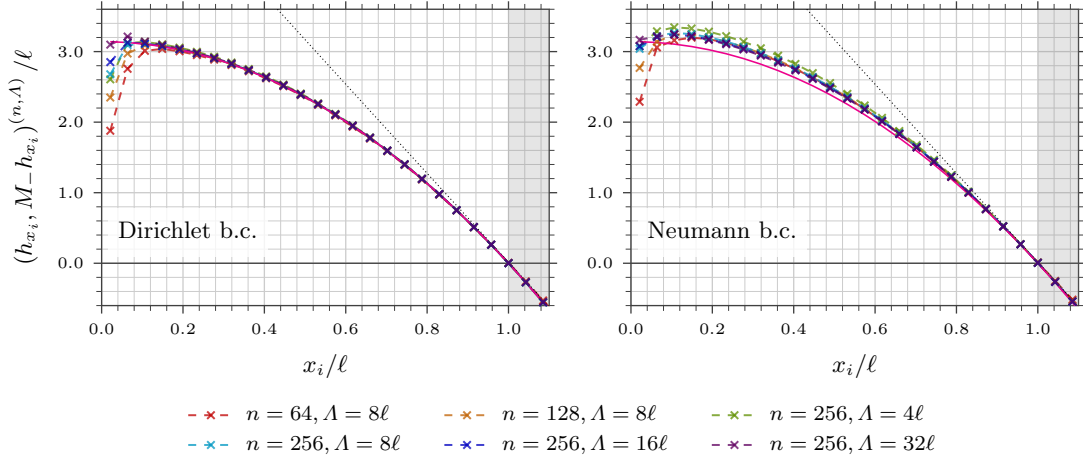 (h_{x_i}, M_− h_{x_i})^{(n,Λ)} /ℓ
3.0
2.0
1.0
0.0
Dirichlet b.c.
0.0 0.2 0.4 0.6 0.8 1.0
x_i/ℓ
3.0
2.0
1.0
0.0
Neumann b.c.
0.0 0.2 0.4 0.6 0.8 1.0
x_i/ℓ
n = 64, Λ = 8ℓ n = 128, Λ = 8ℓ n = 256, Λ = 4ℓ
n = 256, Λ = 8ℓ n = 256, Λ = 16ℓ n = 256, Λ = 32ℓ